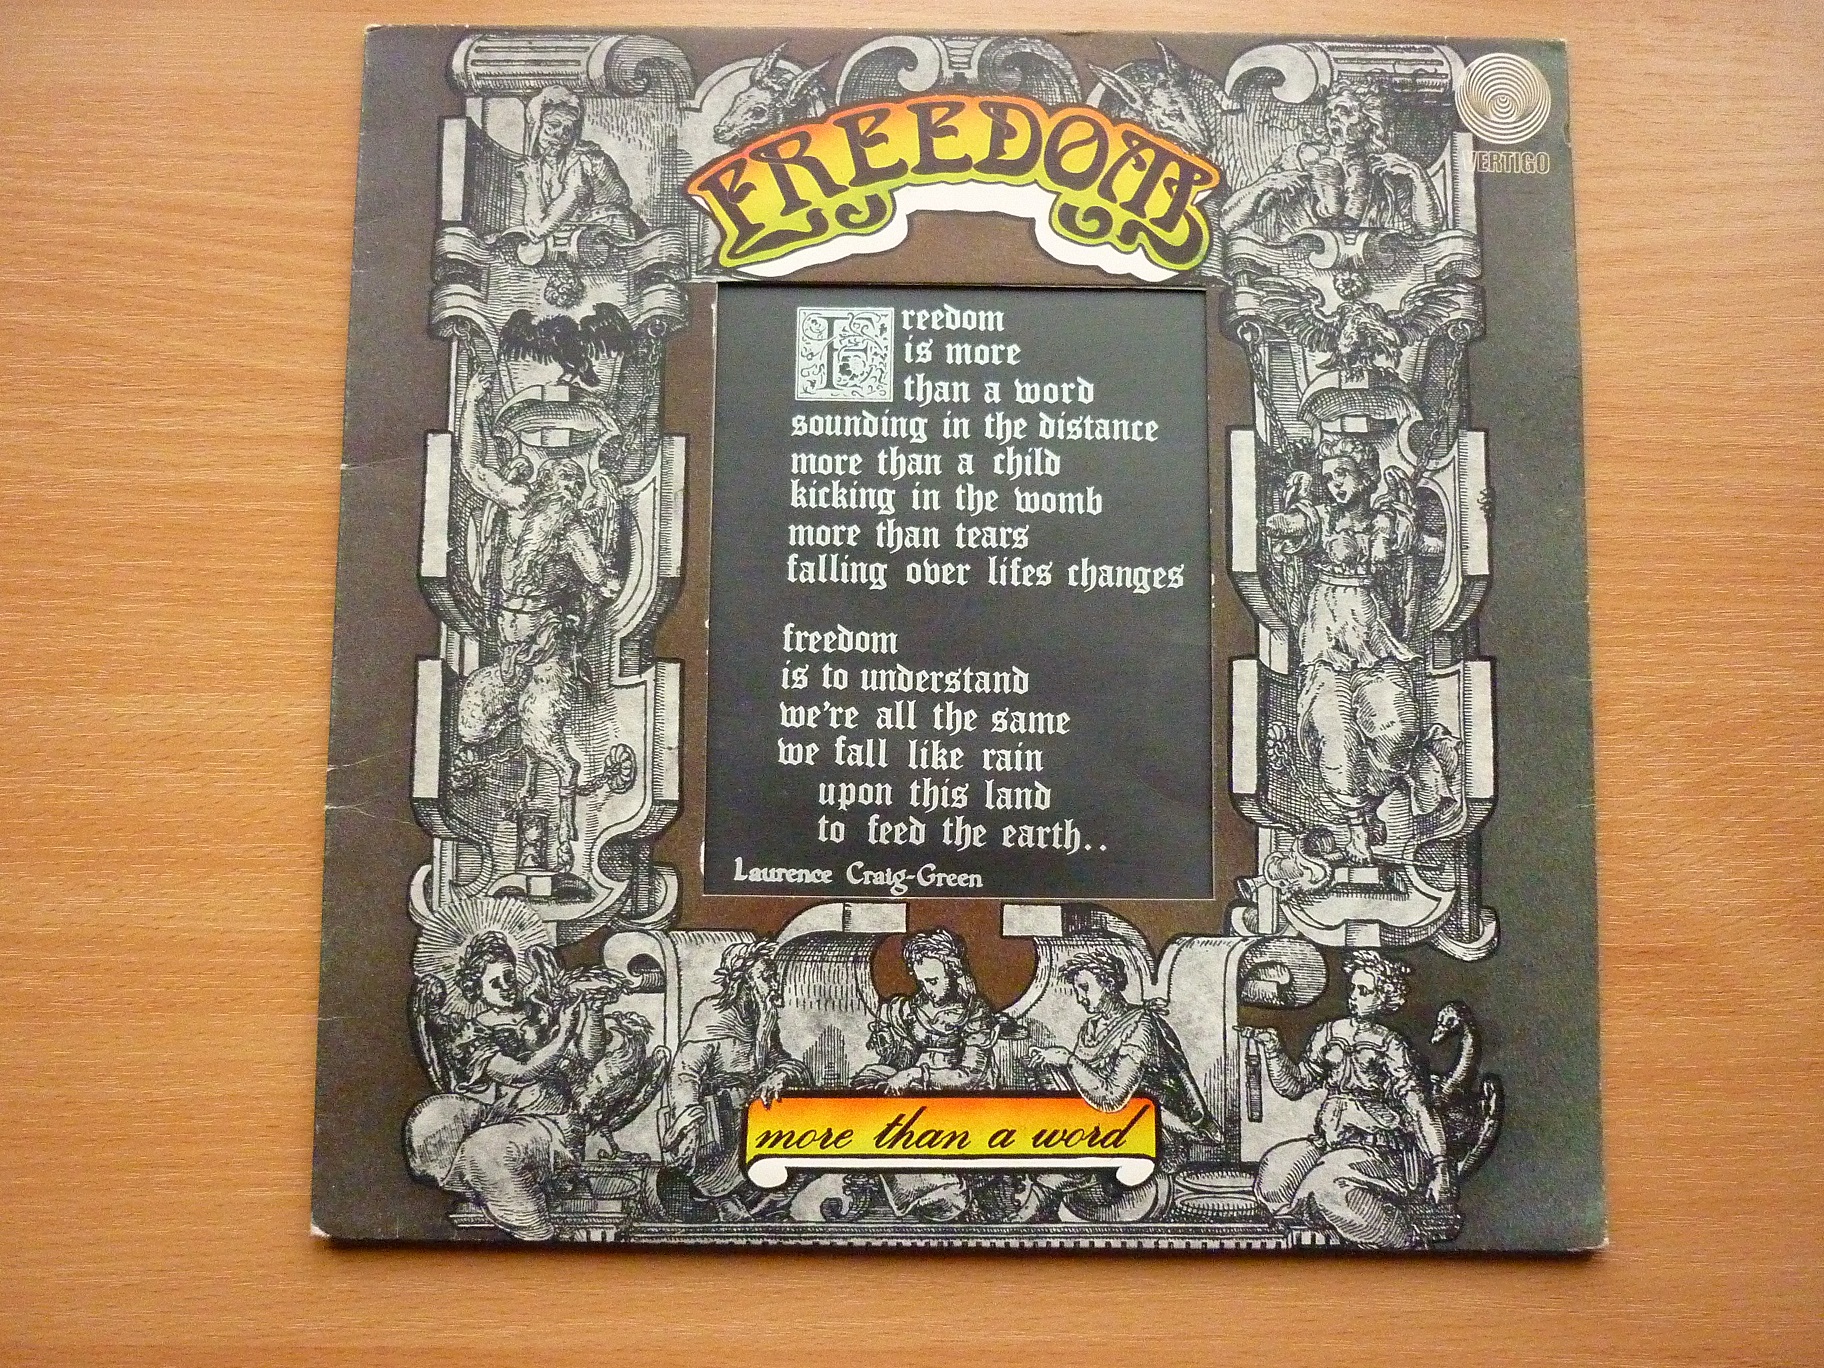 FREEDOM
VERTIGO
Freedom
is more
than a word
sounding in the distance
more than a child
kicking in the womb
more than tears
falling over lifes changes
freedom
is to understand
we're all the same
we fall like rain
upon this land
to feed the earth..
Laurence Craig-Green
more than a word